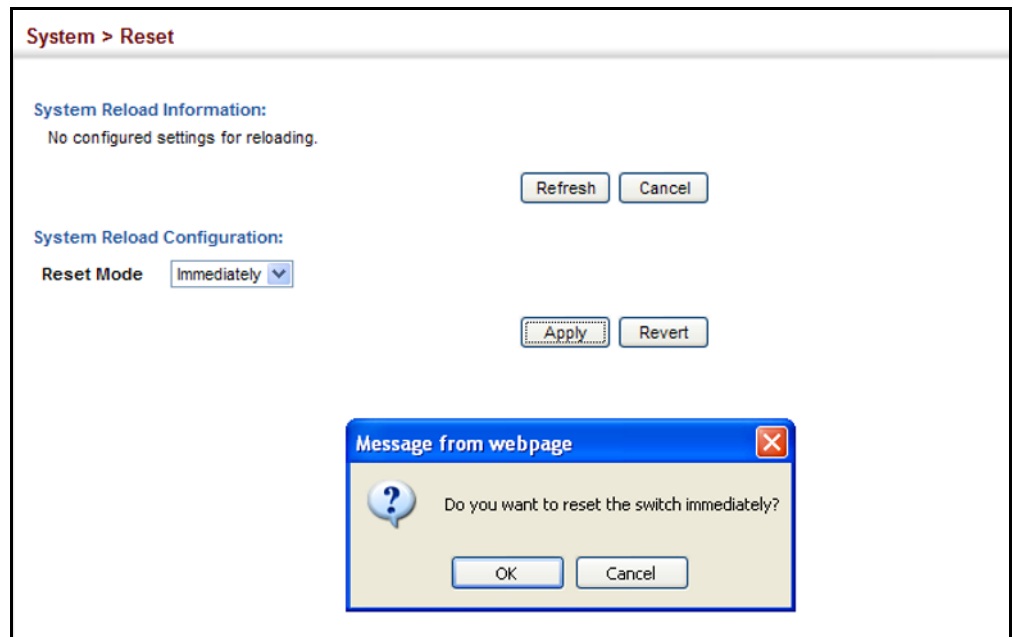 System > Reset
System Reload Information:
No configured settings for reloading.
Refresh Cancel
System Reload Configuration:
Reset Mode Immediately
Apply Revert
Message from webpage
Do you want to reset the switch immediately?
OK Cancel